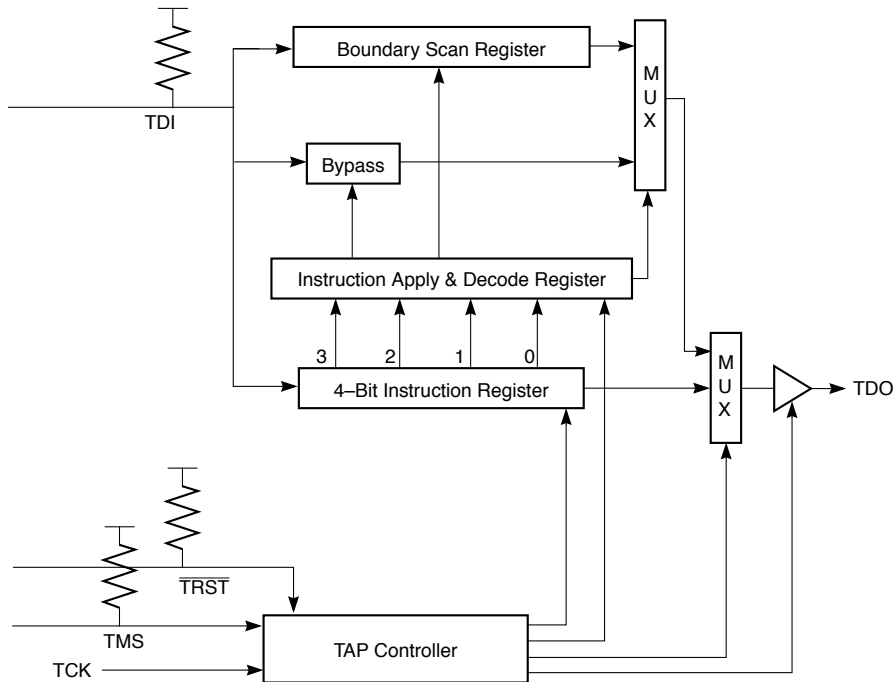 Boundary Scan Register
M
U
X
TDI
Bypass
Instruction Apply & Decode Register
3 2 1 0
4–Bit Instruction Register
M
U
X
TDO
TRST
TMS
TAP Controller
TCK